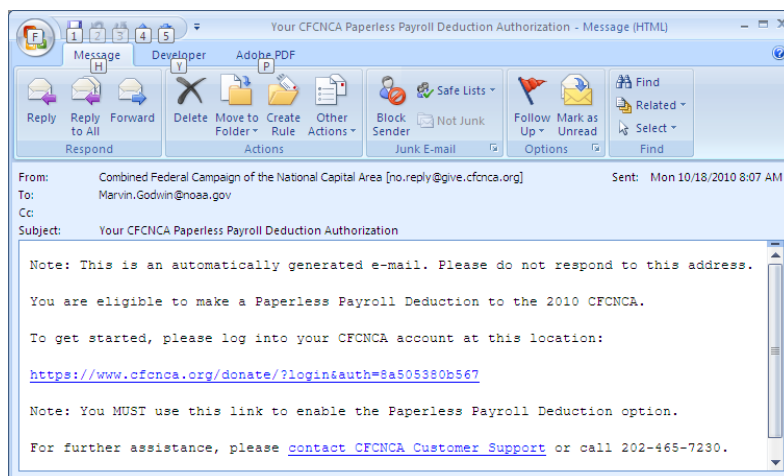 Your CFCNCA Paperless Payroll Deduction Authorization - Message (HTML)
F 1 2 3 4 5
Message Developer Adobe PDF
H Y P
Reply Reply to All Forward Delete Move to Folder Create Rule Other Actions Block Sender Safe Lists Not Junk Follow Up Mark as Unread Find Related Select
Respond Actions Junk E-mail Options Find
From: Combined Federal Campaign of the National Capital Area [no.reply@give.cfcnca.org] Sent: Mon 10/18/2010 8:07 AM
To: Marvin.Godwin@noaa.gov
Cc:
Subject: Your CFCNCA Paperless Payroll Deduction Authorization
Note: This is an automatically generated e-mail. Please do not respond to this address.
You are eligible to make a Paperless Payroll Deduction to the 2010 CFCNCA.
To get started, please log into your CFCNCA account at this location:
https://www.cfcnca.org/donate/?login&auth=8a505380b567
Note: You MUST use this link to enable the Paperless Payroll Deduction option.
For further assistance, please contact CFCNCA Customer Support or call 202-465-7230.